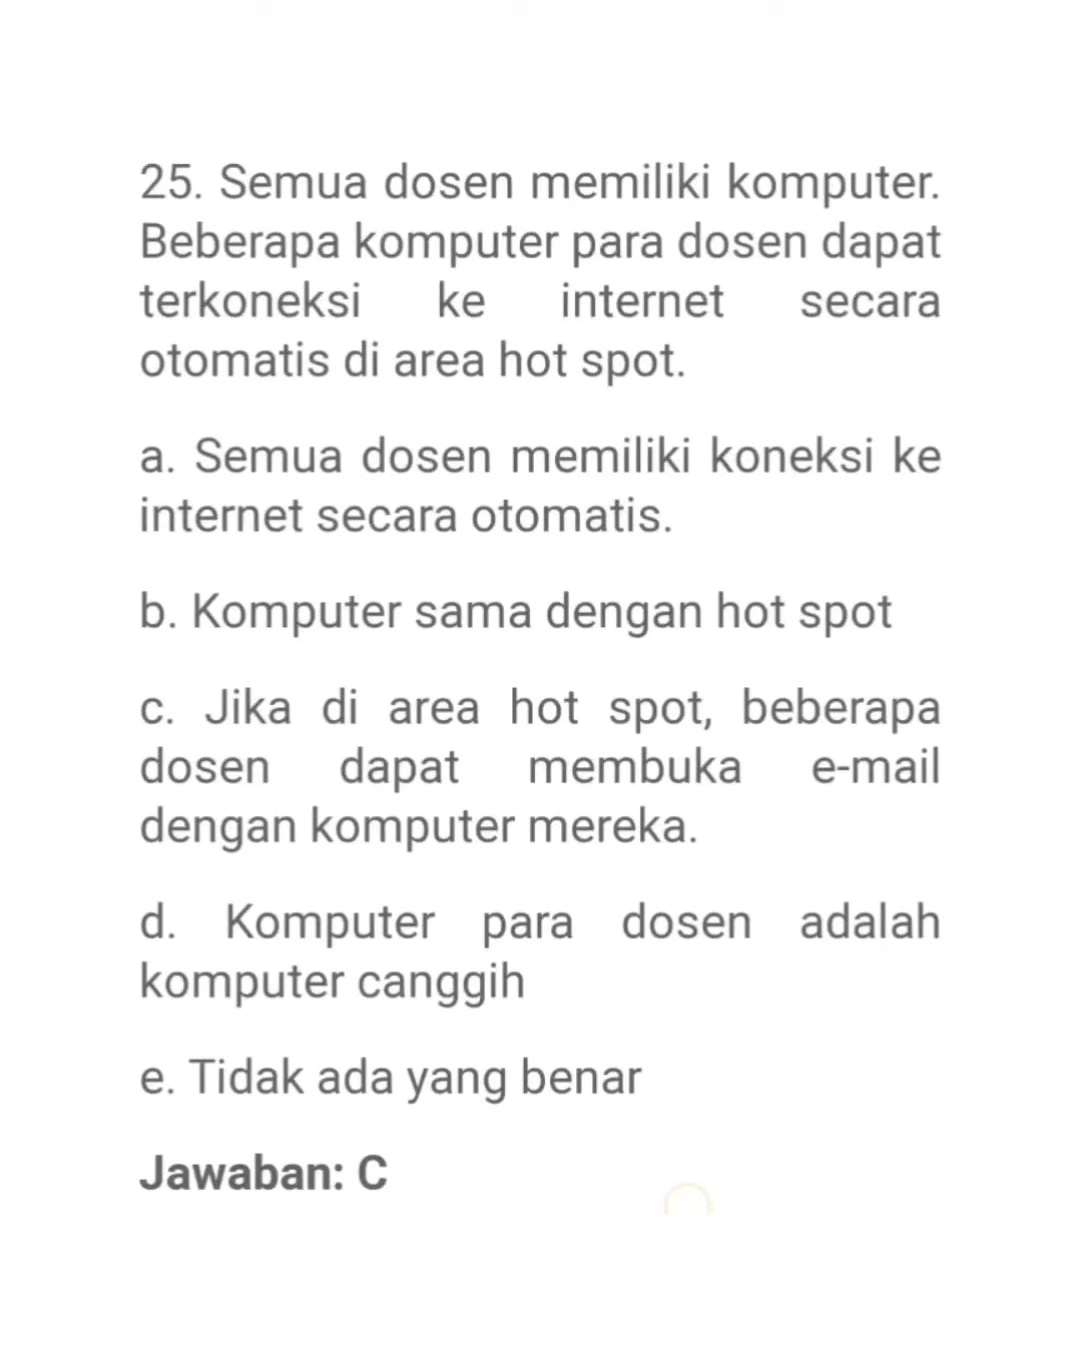 25. Semua dosen memiliki komputer.
Beberapa komputer para dosen dapat
terkoneksi ke internet secara
otomatis di area hot spot.
a. Semua dosen memiliki koneksi ke
internet secara otomatis.
b. Komputer sama dengan hot spot
c. Jika di area hot spot, beberapa
dosen dapat membuka e-mail
dengan komputer mereka.
d. Komputer para dosen adalah
komputer canggih
e. Tidak ada yang benar
Jawaban: C